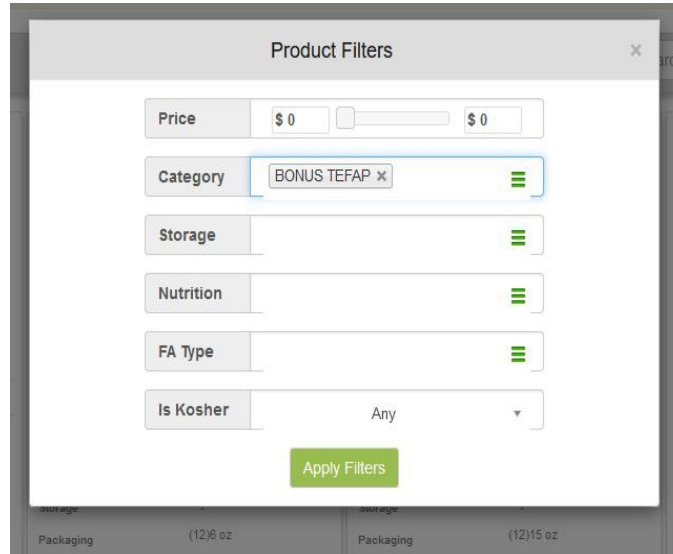 Product Filters ×
Price $ 0 $ 0
Category BONUS TEFAP ×
Storage
Nutrition
FA Type
Is Kosher Any
Apply Filters
Storage - Storage -
Packaging (12)6 oz Packaging (12)15 oz